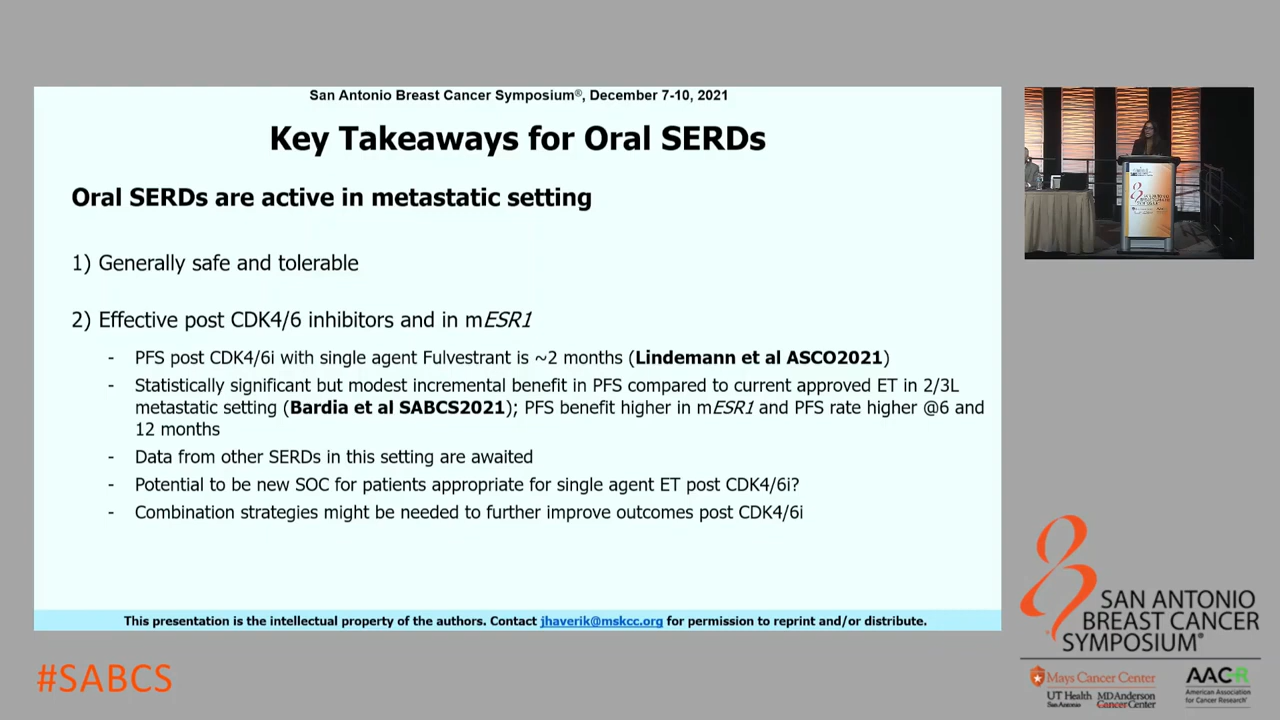 San Antonio Breast Cancer Symposium®, December 7-10, 2021
Key Takeaways for Oral SERDs
Oral SERDs are active in metastatic setting
1) Generally safe and tolerable
2) Effective post CDK4/6 inhibitors and in mESR1
- PFS post CDK4/6i with single agent Fulvestrant is ~2 months (Lindemann et al ASCO2021)
- Statistically significant but modest incremental benefit in PFS compared to current approved ET in 2/3L
metastatic setting (Bardia et al SABCS2021); PFS benefit higher in mESR1 and PFS rate higher @6 and
12 months
- Data from other SERDs in this setting are awaited
- Potential to be new SOC for patients appropriate for single agent ET post CDK4/6i?
- Combination strategies might be needed to further improve outcomes post CDK4/6i
This presentation is the intellectual property of the authors. Contact jhaverik@mskcc.org for permission to reprint and/or distribute.
#SABCS
SAN ANTONIO
BREAST CANCER
SYMPOSIUM®
Mays Cancer Center
UT Health
San Antonio
MD Anderson
Cancer Center
AACR
American Association
for Cancer Research®